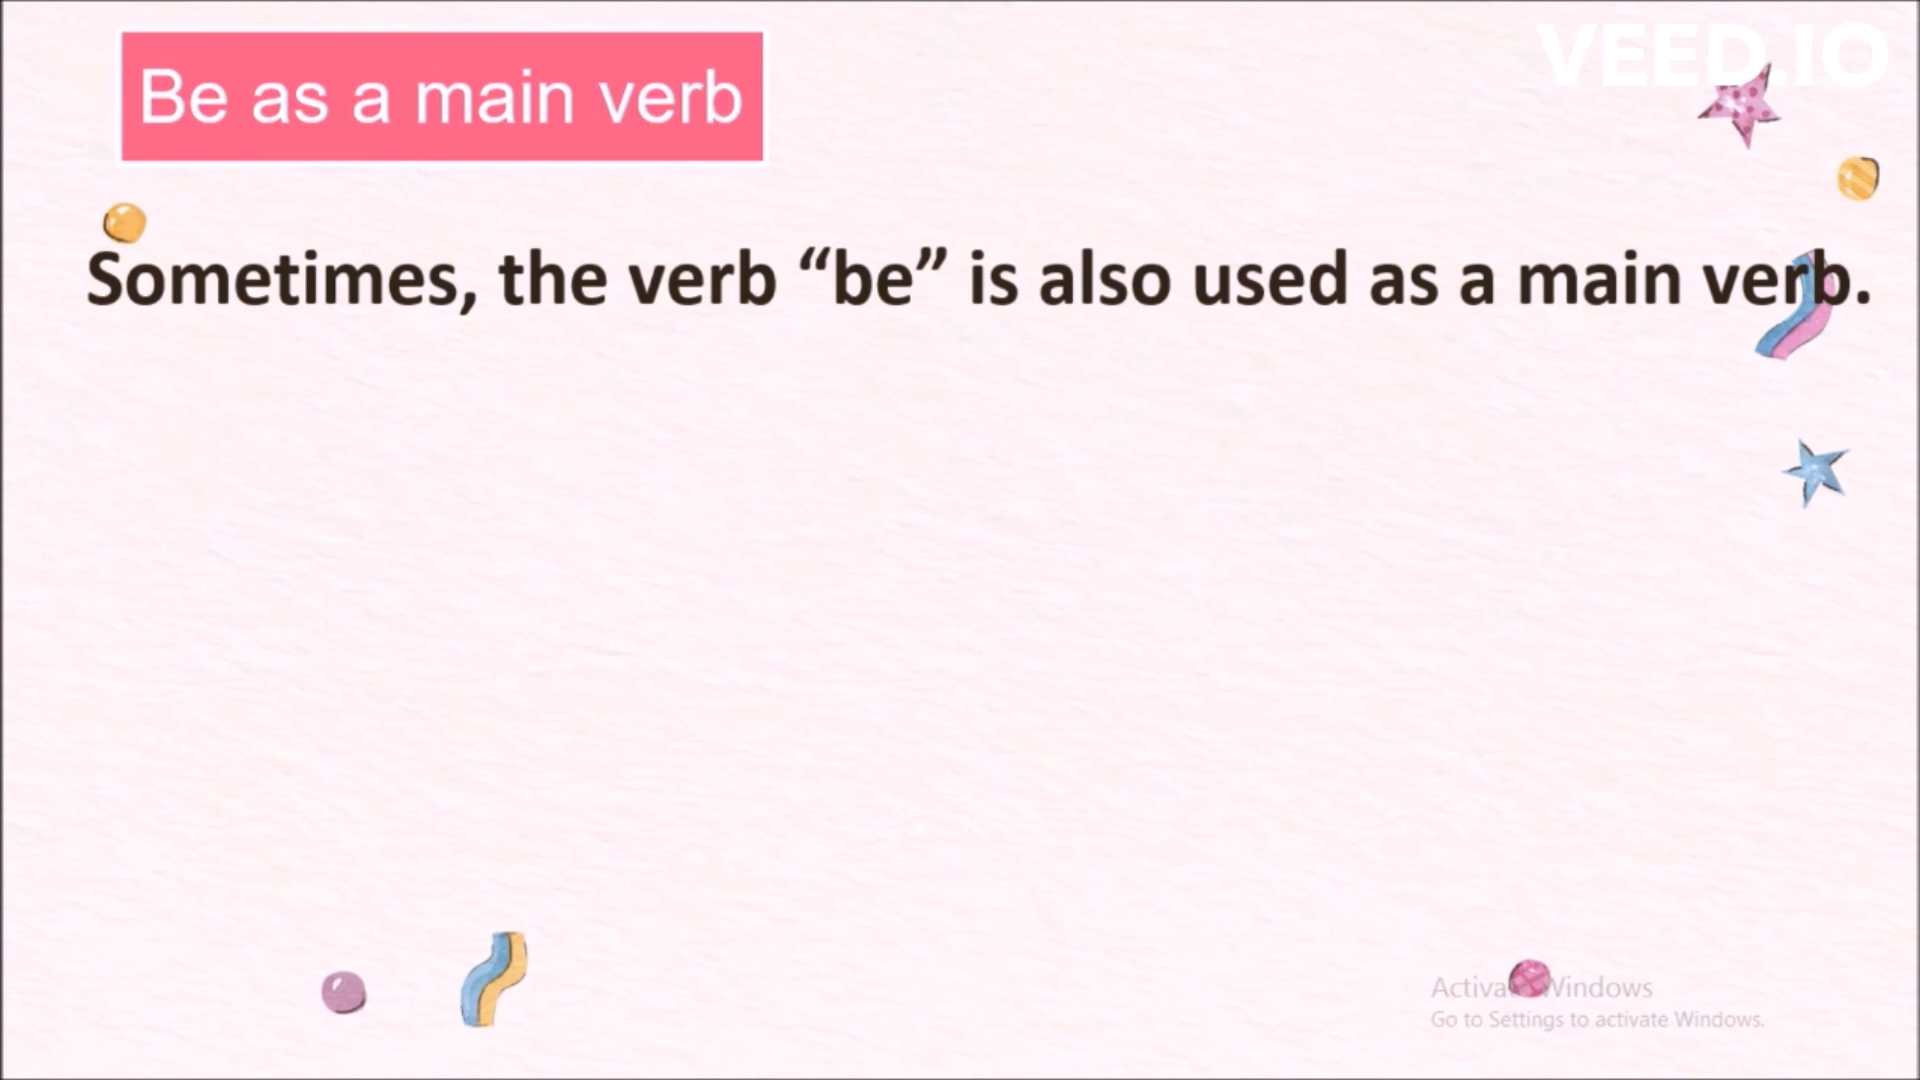 VEED.IO
Be as a main verb
Sometimes, the verb “be” is also used as a main verb.
Activate Windows
Go to Settings to activate Windows.